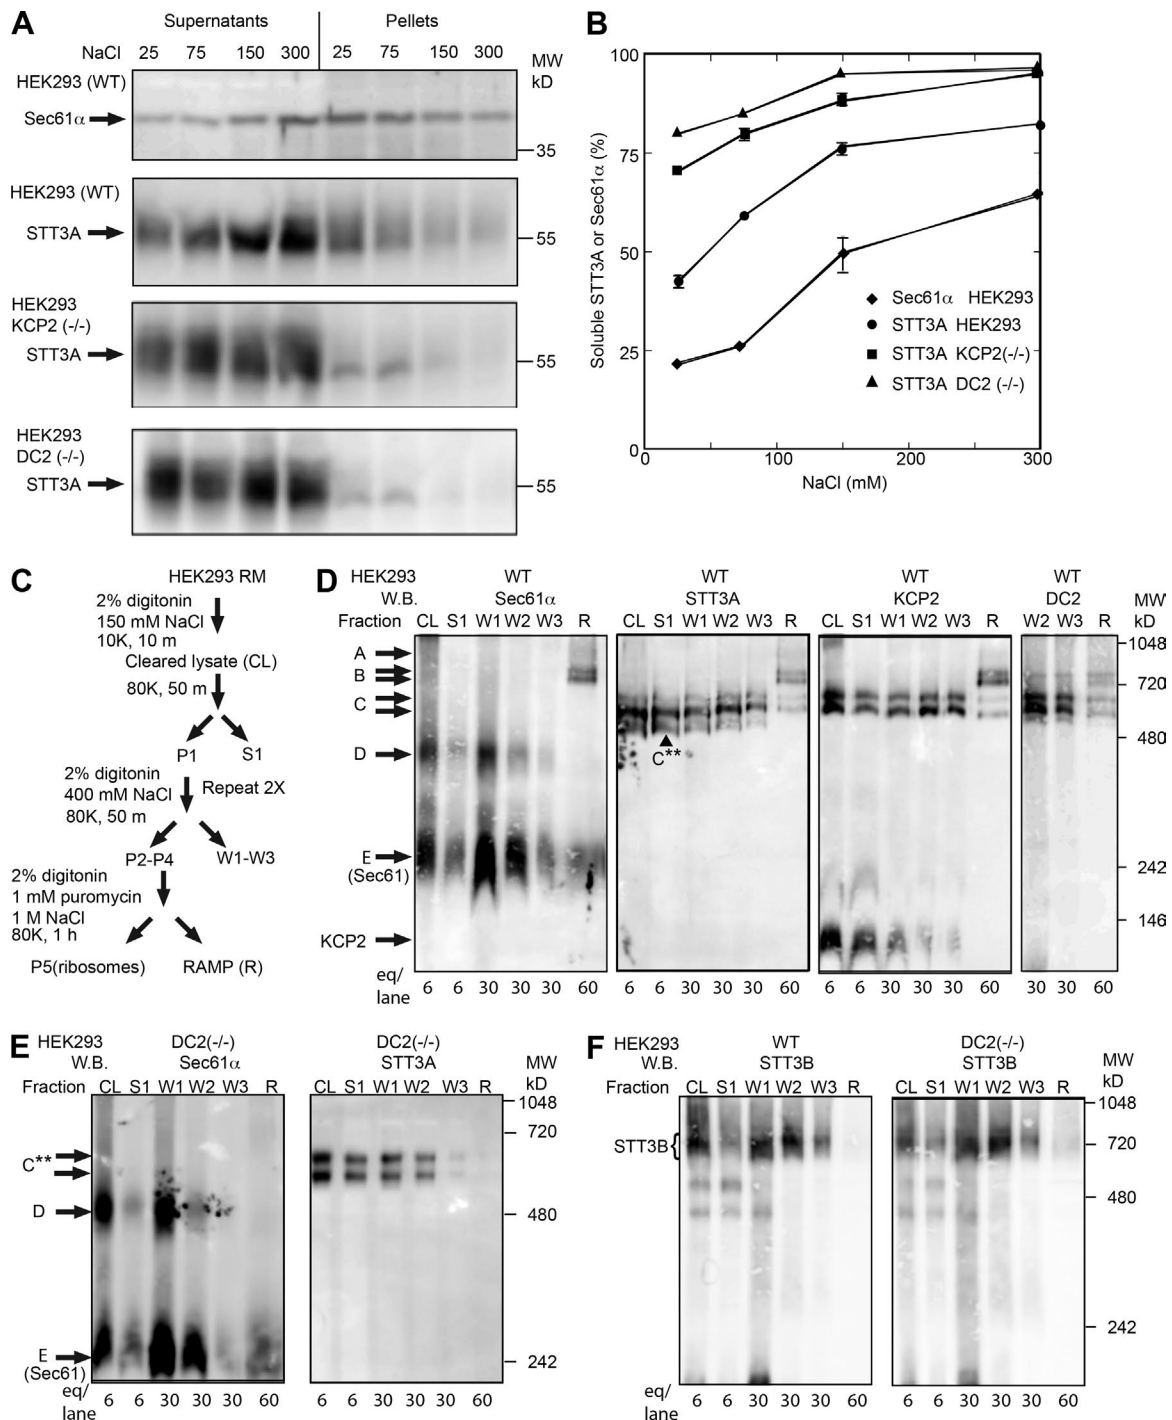 A
Supernatants Pellets
NaCl 25 75 150 300 25 75 150 300 MW
kD
HEK293 (WT)
Sec61α
35
HEK293 (WT)
STT3A
55
HEK293
KCP2 (-/-)
STT3A
55
HEK293
DC2 (-/-)
STT3A
55
B
100
75
50
25
0
Soluble STT3A or Sec61α (%)
Sec61α HEK293
STT3A HEK293
STT3A KCP2(-/-)
STT3A DC2 (-/-)
0 100 200 300
NaCl (mM)
C
HEK293 RM
2% digitonin
150 mM NaCl
10K, 10 m
Cleared lysate (CL)
80K, 50 m
P1 S1
2% digitonin
400 mM NaCl
80K, 50 m
Repeat 2X
P2-P4 W1-W3
2% digitonin
1 mM puromycin
1 M NaCl
80K, 1 h
P5(ribosomes) RAMP (R)
D
HEK293 WT WT WT WT
W.B. Sec61α STT3A KCP2 DC2 MW
Fraction CL S1 W1 W2 W3 R CL S1 W1 W2 W3 R CL S1 W1 W2 W3 R W2 W3 R kD
A
B
C
D
E
(Sec61)
KCP2
C**
1048
720
480
242
146
eq/
lane 6 6 30 30 30 60 6 6 30 30 30 60 6 6 30 30 30 60 30 30 60
E
HEK293 DC2(-/-) DC2(-/-)
W.B. Sec61α STT3A MW
Fraction CL S1 W1 W2 W3 R CL S1 W1 W2 W3 R kD
C**
D
E
(Sec61)
1048
720
480
242
eq/
lane 6 6 30 30 30 60 6 6 30 30 30 60
F
HEK293 WT DC2(-/-)
W.B. STT3B STT3B MW
Fraction CL S1 W1 W2 W3 R CL S1 W1 W2 W3 R kD
STT3B
1048
720
480
242
eq/
lane 6 6 30 30 30 60 6 6 30 30 30 60